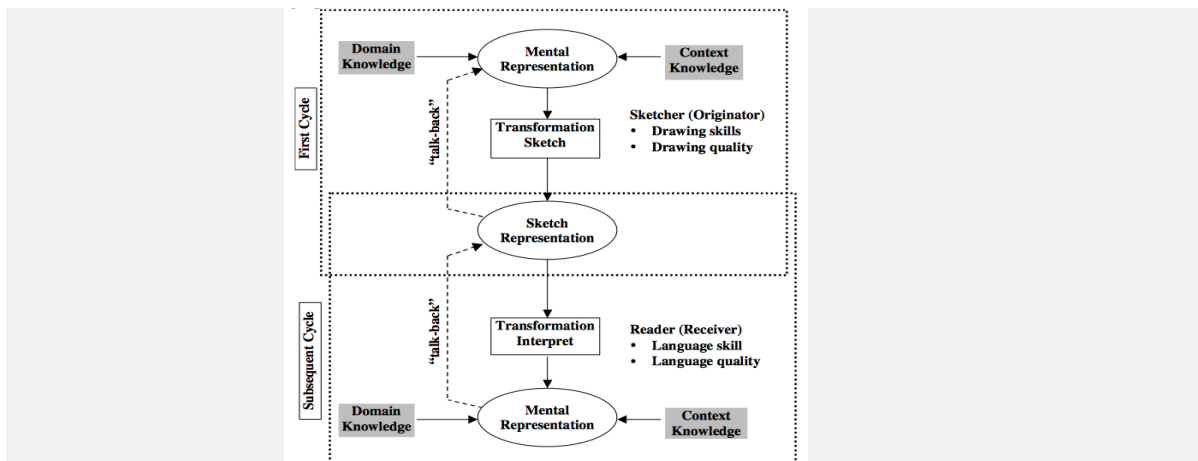 Domain
Knowledge
Mental
Representation
Context
Knowledge
First Cycle
"talk-back"
Transformation
Sketch
Sketcher (Originator)
• Drawing skills
• Drawing quality
Sketch
Representation
Subsequent Cycle
"talk-back"
Transformation
Interpret
Reader (Receiver)
• Language skill
• Language quality
Domain
Knowledge
Mental
Representation
Context
Knowledge